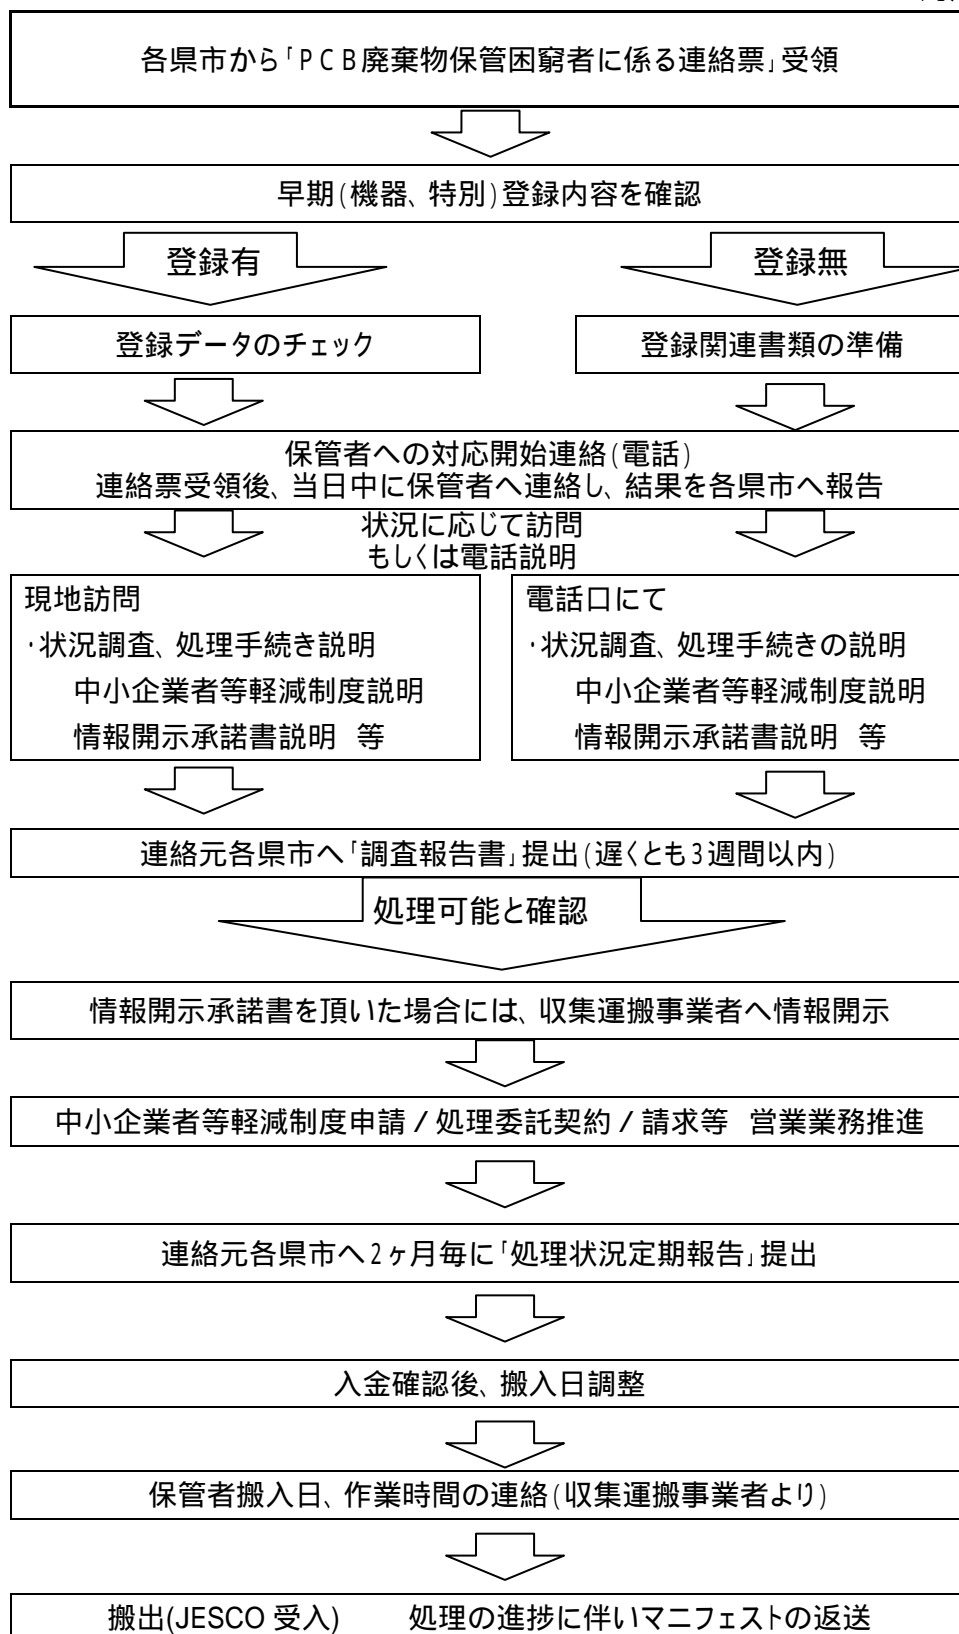 各県市から「PCB廃棄物保管困窮者に係る連絡票」受領
早期(機器、特別)登録内容を確認
登録有
登録無
登録データのチェック
登録関連書類の準備
保管者への対応開始連絡(電話)
連絡票受領後、当日中に保管者へ連絡し、結果を各県市へ報告
状況に応じて訪問
もしくは電話説明
現地訪問
・状況調査、処理手続き説明
中小企業者等軽減制度説明
情報開示承諾書説明 等
電話口にて
・状況調査、処理手続きの説明
中小企業者等軽減制度説明
情報開示承諾書説明 等
連絡元各県市へ「調査報告書」提出(遅くとも3週間以内)
処理可能と確認
情報開示承諾書を頂いた場合には、収集運搬事業者へ情報開示
中小企業者等軽減制度申請/処理委託契約/請求等 営業業務推進
連絡元各県市へ2ヶ月毎に「処理状況定期報告」提出
入金確認後、搬入日調整
保管者搬入日、作業時間の連絡(収集運搬事業者より)
搬出(JESCO 受入) 処理の進捗に伴いマニフェストの返送